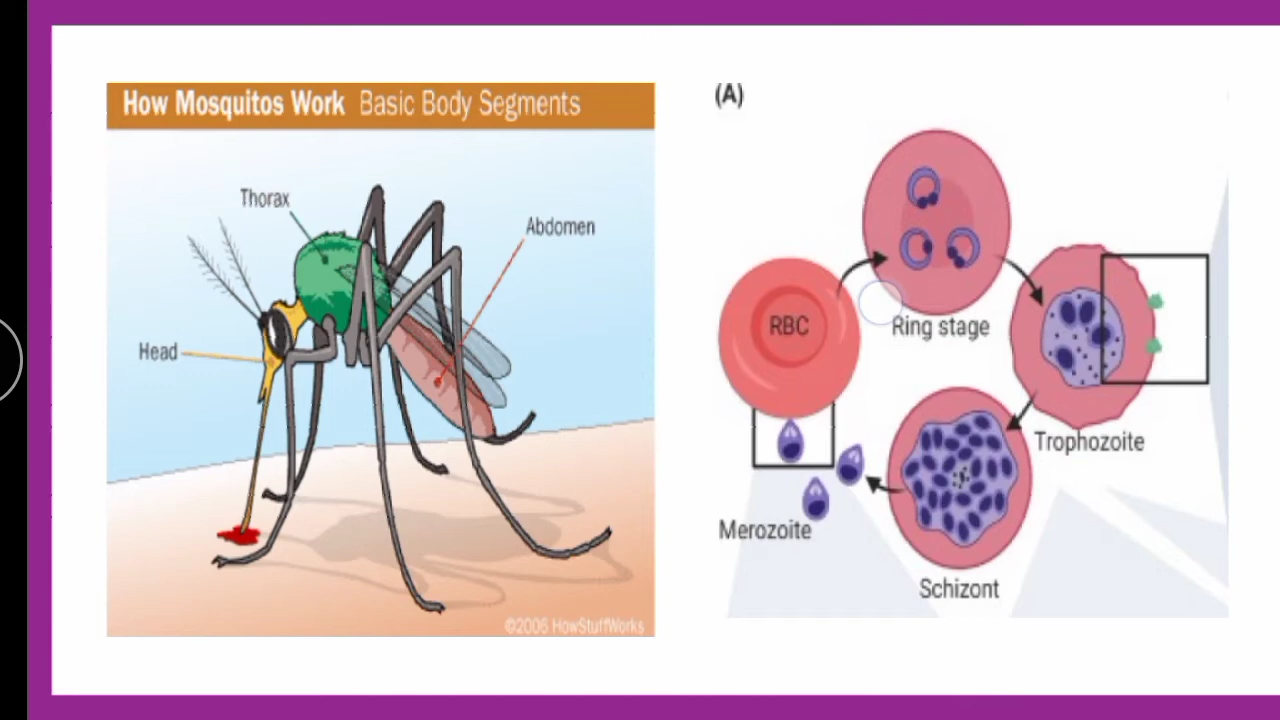 How Mosquitos Work Basic Body Segments
Thorax
Abdomen
Head
©2006 HowStuffWorks
(A)
RBC
Ring stage
Trophozoite
Merozoite
Schizont